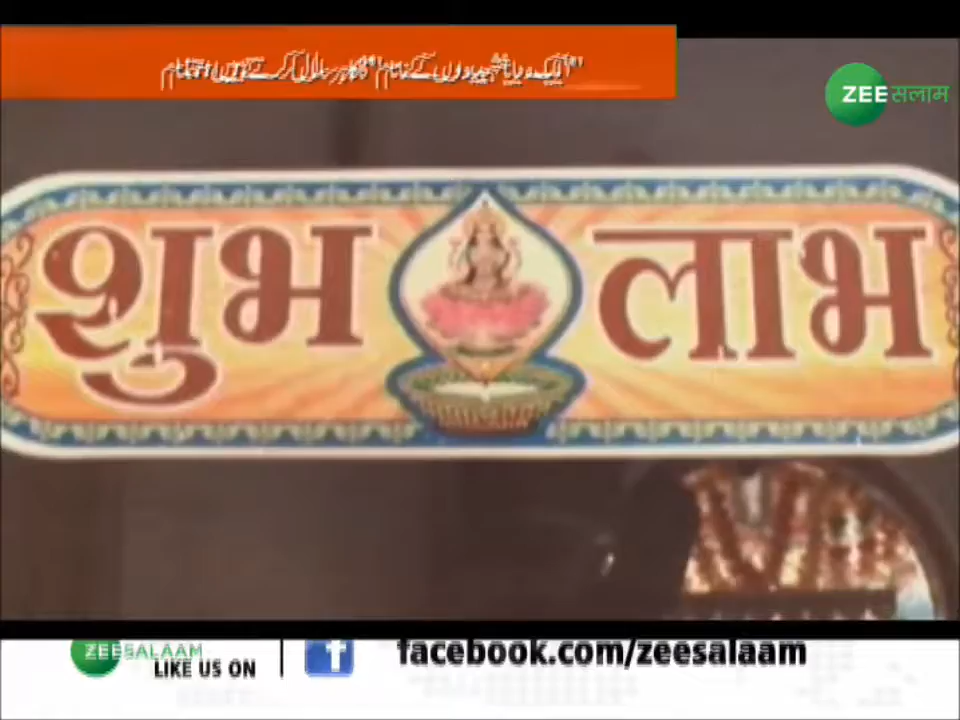 ZEE सलाम
शुभ लाभ
ZEE SALAAM
LIKE US ON
f
facebook.com/zeesalaam